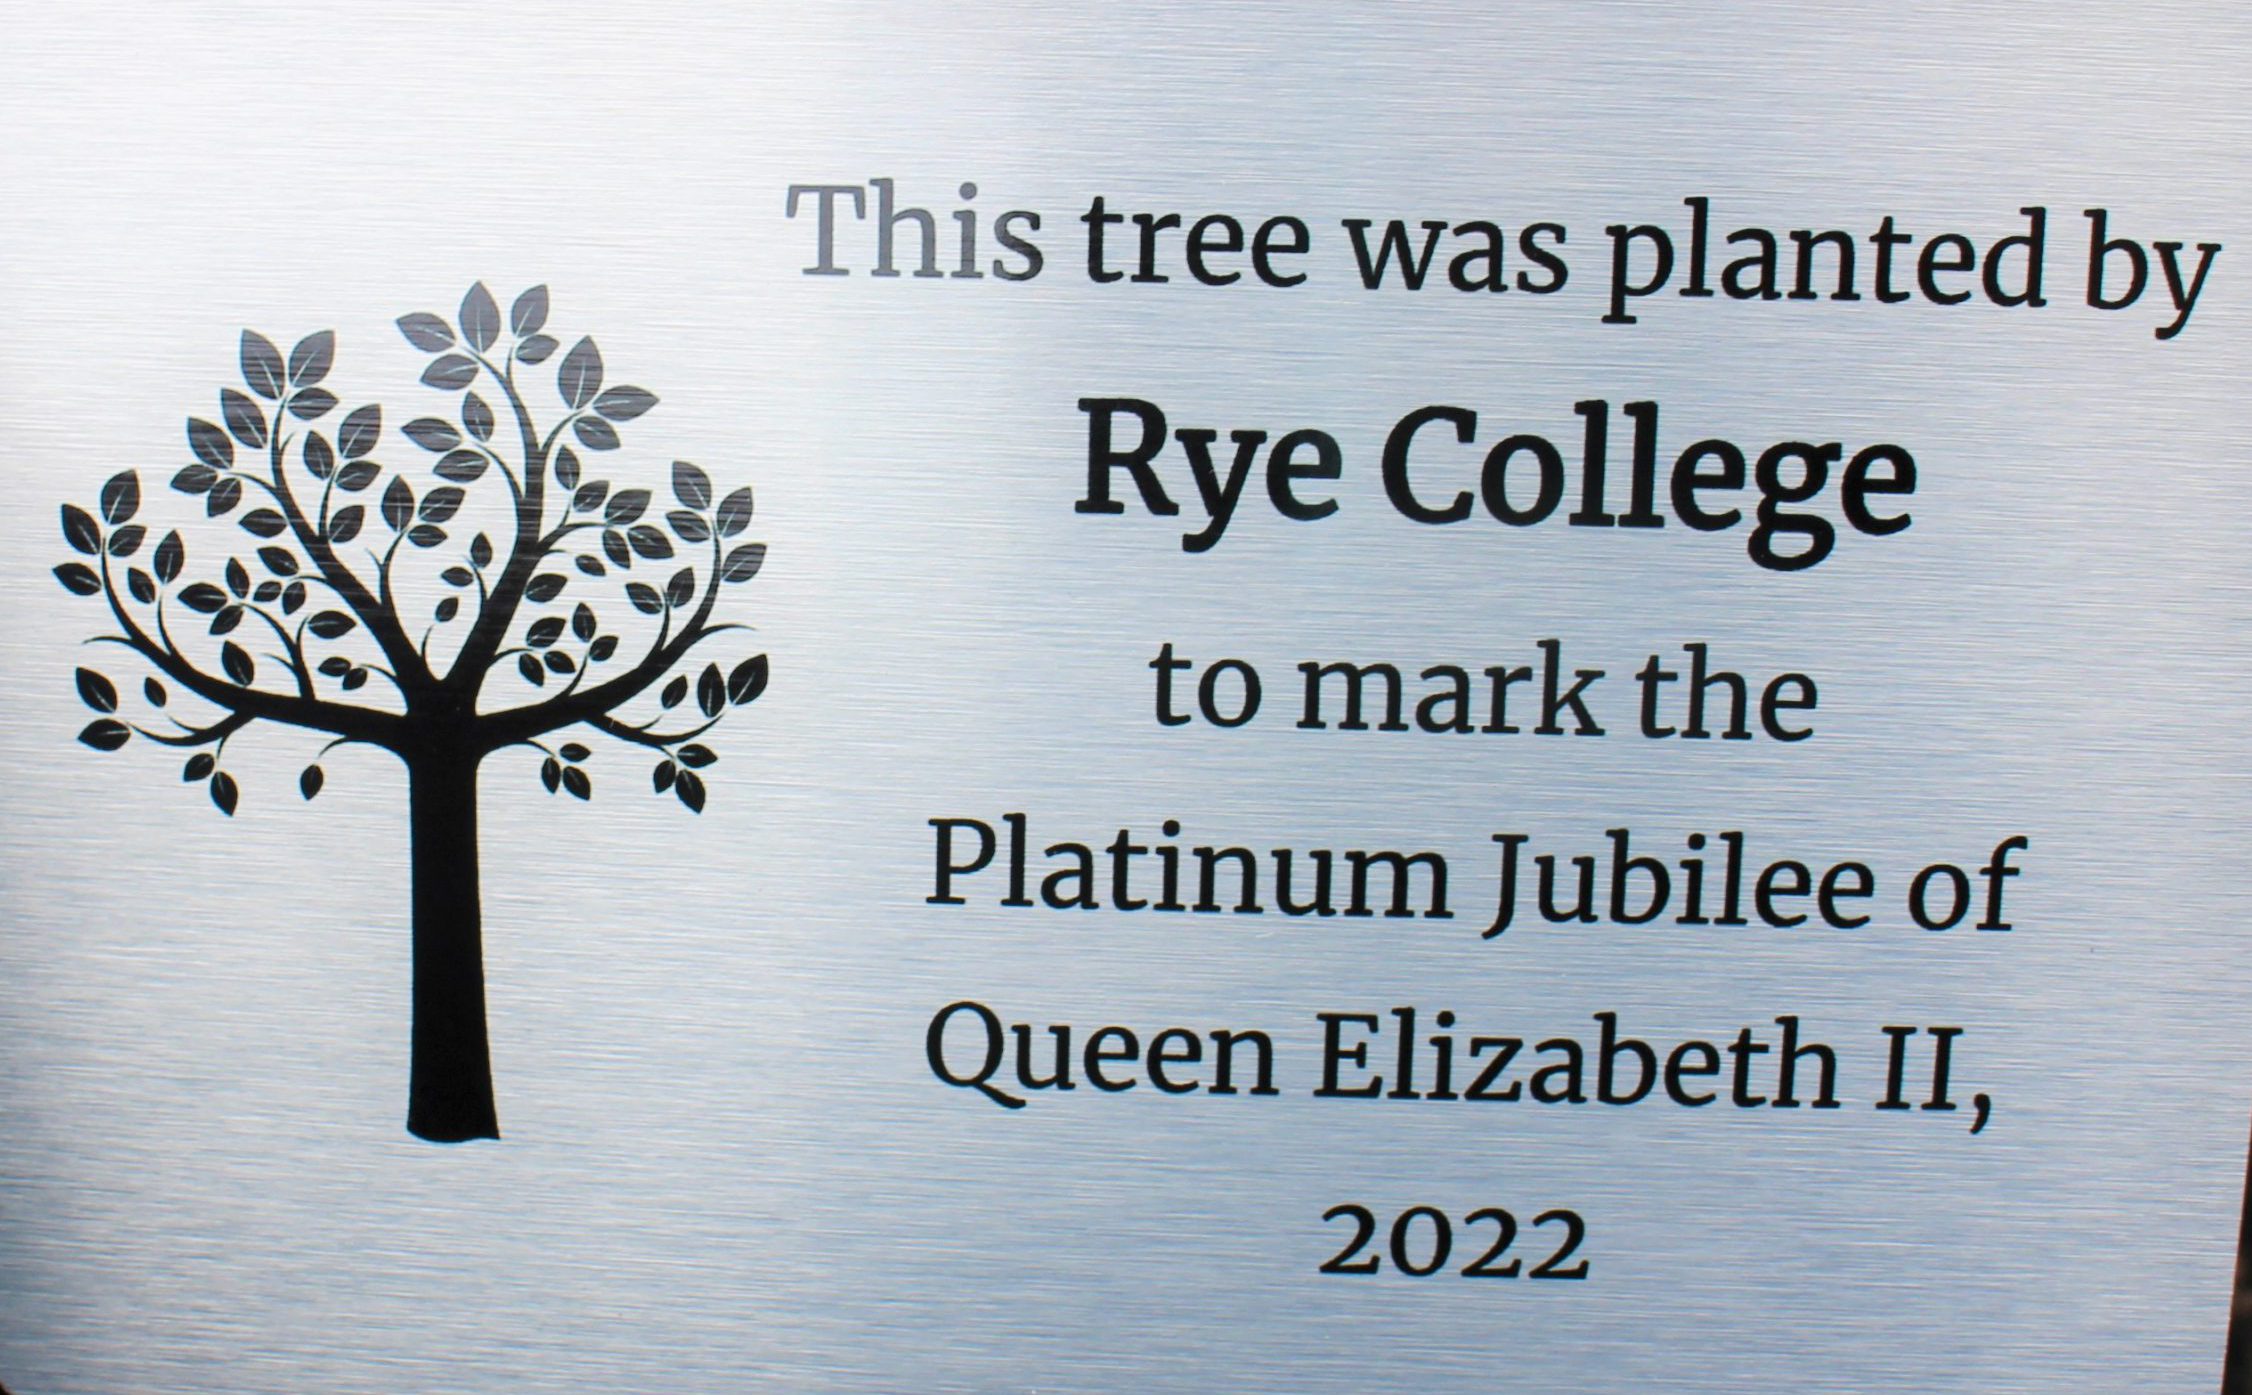 This tree was planted by
Rye College
to mark the
Platinum Jubilee of
Queen Elizabeth II,
2022